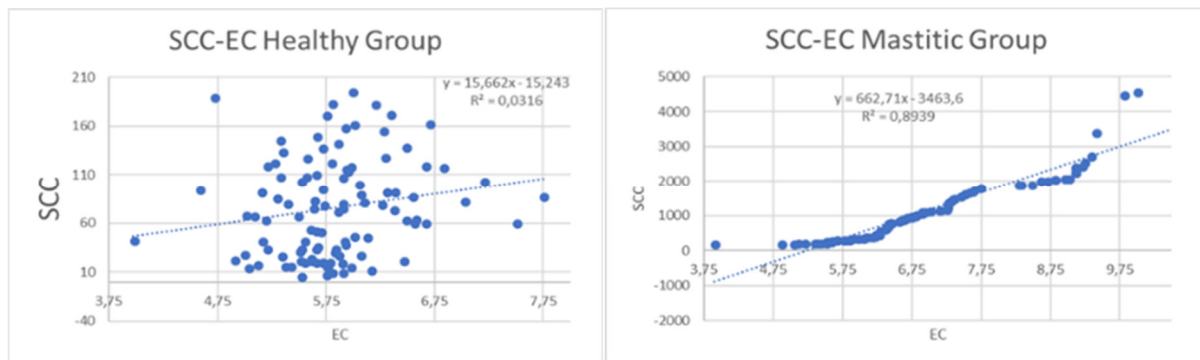 SCC-EC Healthy Group
y = 15,662x - 15,243
R² = 0,0316
210
160
110
60
10
-40
SCC
3,75 4,75 5,75 6,75 7,75
EC
SCC-EC Mastitic Group
y = 662,71x - 3463,6
R² = 0,8939
5000
4000
3000
2000
1000
0
-1000
-2000
SCC
3,75 4,75 5,75 6,75 7,75 8,75 9,75
EC